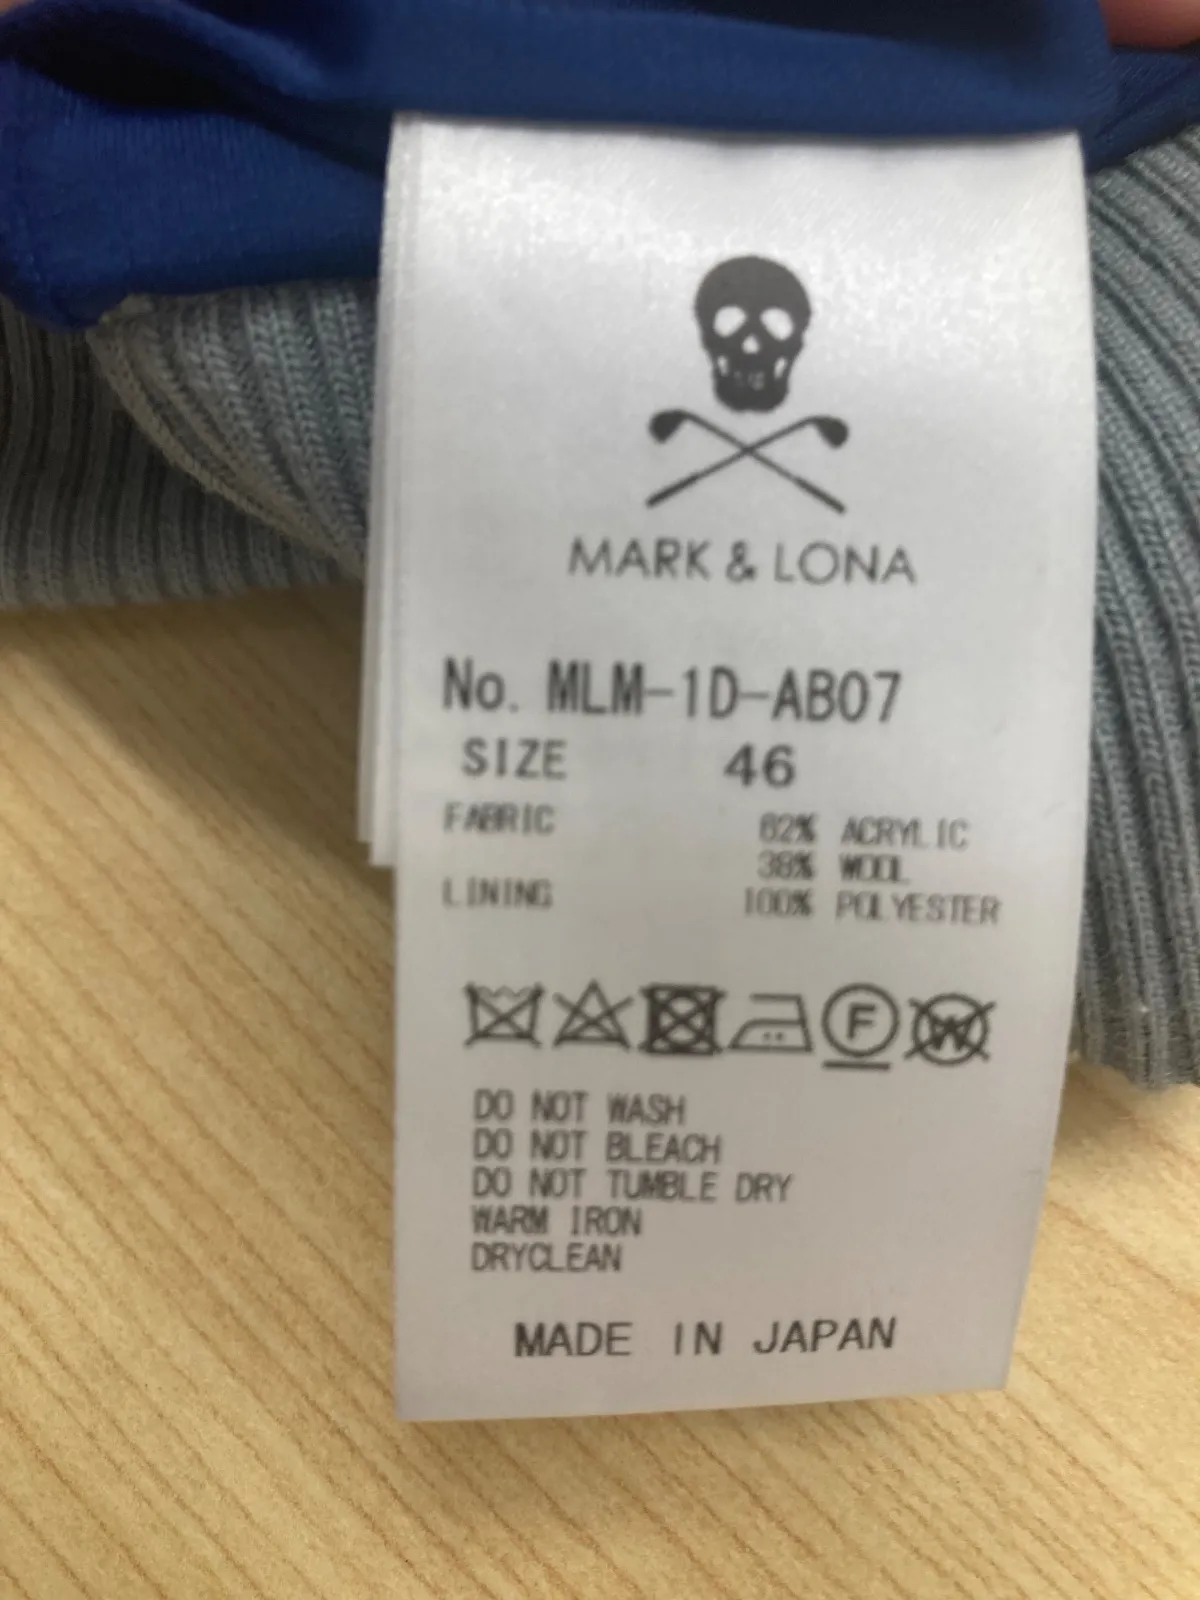 MARK & LONA
No. MLM-1D-AB07
SIZE 46
FABRIC 62% ACRYLIC
38% WOOL
LINING 100% POLYESTER
F W
DO NOT WASH
DO NOT BLEACH
DO NOT TUMBLE DRY
WARM IRON
DRYCLEAN
MADE IN JAPAN